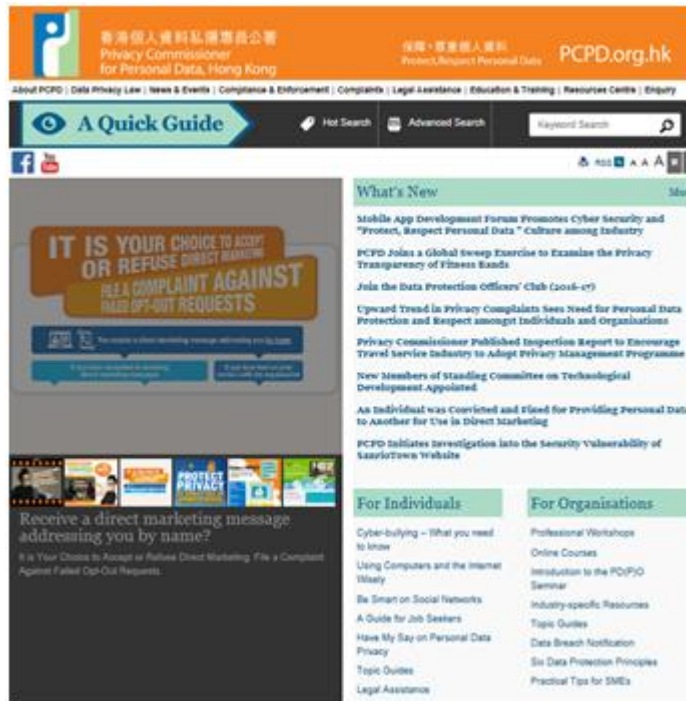 香港個人資料私隱專員公署
Privacy Commissioner
for Personal Data, Hong Kong
保障、尊重個人資料
Protect, Respect Personal Data
PCPD.org.hk
About PCPD | Data Privacy Law | News & Events | Compliance & Enforcement | Complaints | Legal Assistance | Education & Training | Resources Centre | Enquiry
A Quick Guide
Hot Search
Advanced Search
Keyword Search
You Tube
RSS A A A
IT IS YOUR CHOICE TO ACCEPT
OR REFUSE DIRECT MARKETING
FILE A COMPLAINT AGAINST
FAILED OPT-OUT REQUESTS
You receive a direct marketing message addressing you by name
PROTECT
PRIVACY
Receive a direct marketing message
addressing you by name?
It is Your Choice to Accept or Refuse Direct Marketing. File a Complaint
Against Failed Opt-Out Requests.
What's New
Mobile App Development Forum Promotes Cyber Security and
"Protect, Respect Personal Data" Culture among Industry
PCPD Joins a Global Sweep Exercise to Examine the Privacy
Transparency of Fitness Bands
Join the Data Protection Officers' Club (2016-17)
Upward Trend in Privacy Complaints Sees Need for Personal Data
Protection and Respect amongst Individuals and Organisations
Privacy Commissioner Published Inspection Report to Encourage
Travel Service Industry to Adopt Privacy Management Programme
New Members of Standing Committee on Technological
Development Appointed
An Individual was Convicted and Fined for Providing Personal Data
to Another for Use in Direct Marketing
PCPD Initiates Investigation into the Security Vulnerability of
SanrioTown Website
For Individuals
Cyber-bullying – What you need
to know
Using Computers and the Internet
Wisely
Be Smart on Social Networks
A Guide for Job Seekers
Have My Say on Personal Data
Privacy
Topic Guides
Legal Assistance
For Organisations
Professional Workshops
Online Courses
Introduction to the PD(P)O
Seminar
Industry-specific Resources
Topic Guides
Data Breach Notification
Six Data Protection Principles
Practical Tips for SMEs